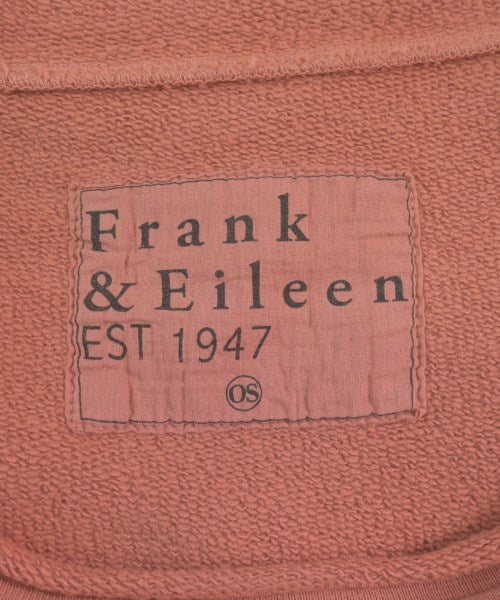 Frank
& Eileen
EST 1947
OS